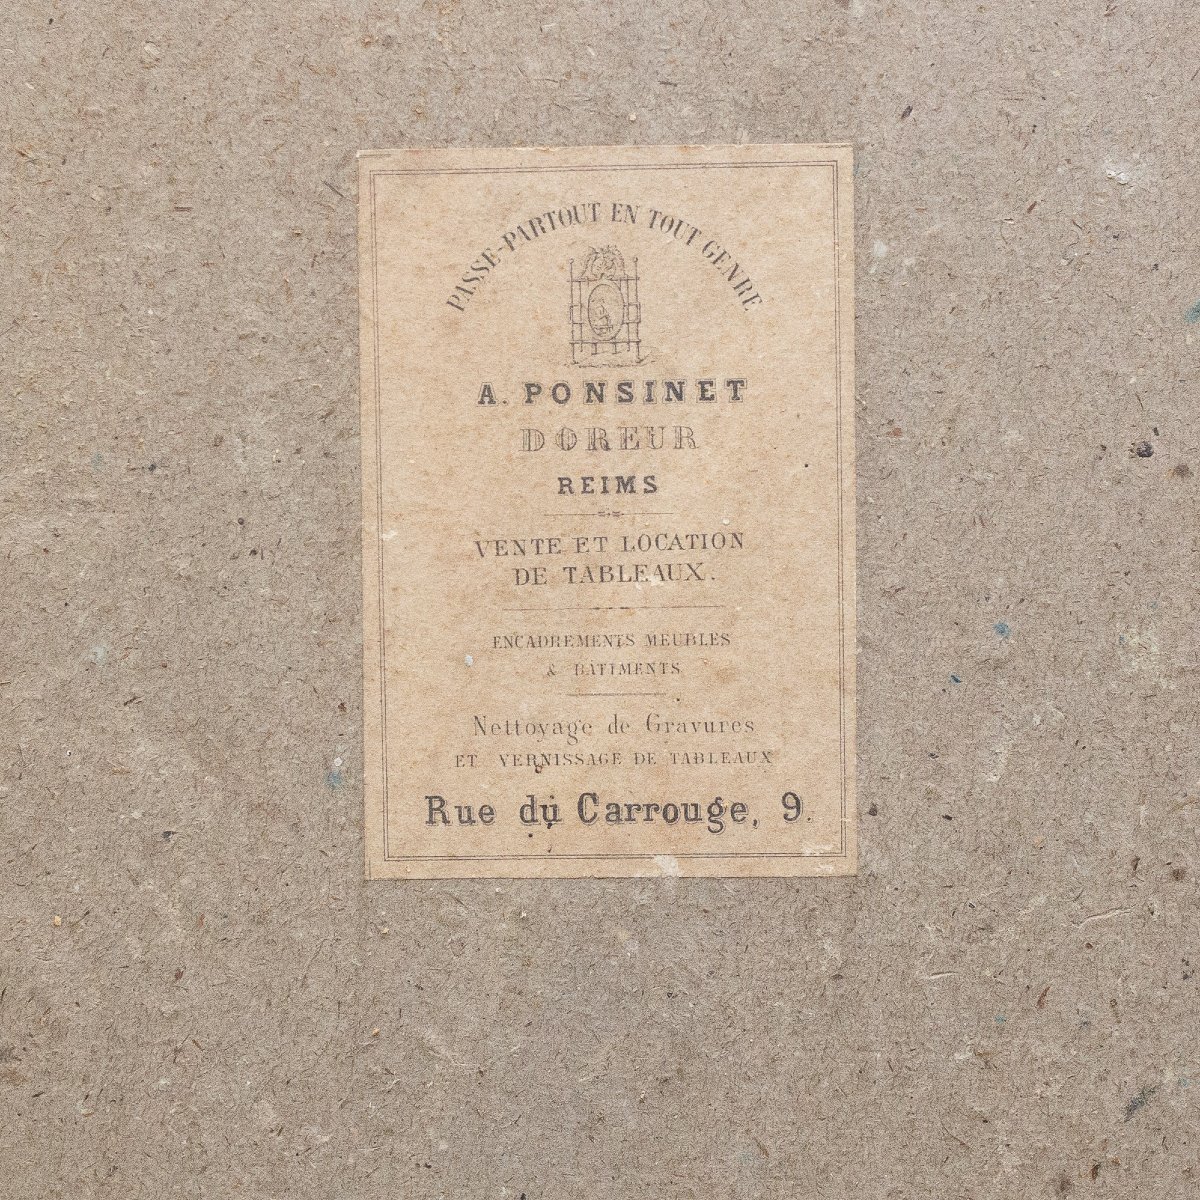 PASSE-PARTOUT EN TOUT GENRE
A. PONSINET
DOREUR
REIMS
VENTE ET LOCATION
DE TABLEAUX.
ENCADREMENTS MEUBLES
& BÂTIMENTS
Nettoyage de Gravures
ET VERNISSAGE DE TABLEAUX
Rue du Carrouge, 9.